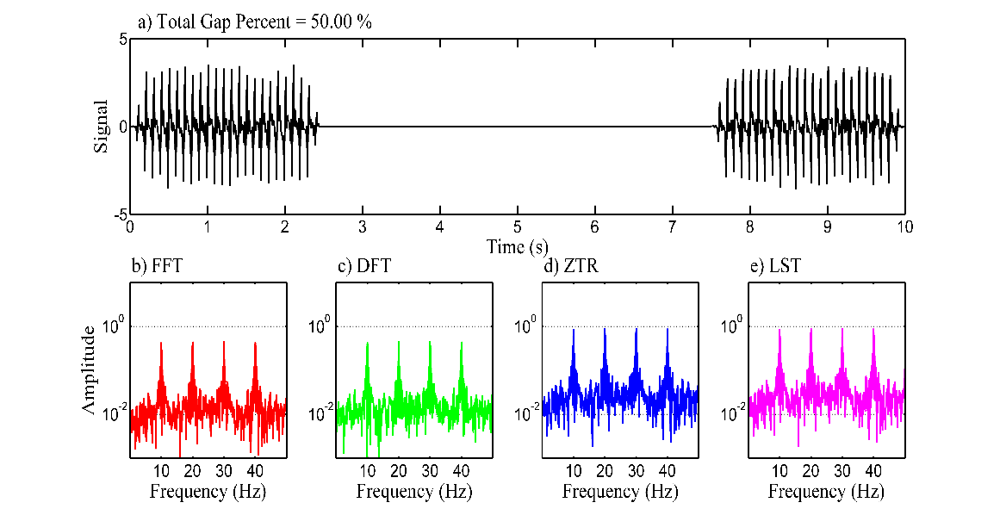 a) Total Gap Percent = 50.00 %
5
0
-5
Signal
0 1 2 3 4 5 6 7 8 9 10
Time (s)
b) FFT c) DFT d) ZTR e) LST
10^0 10^0 10^0 10^0
10^-2 10^-2 10^-2 10^-2
Amplitude
10 20 30 40 10 20 30 40 10 20 30 40 10 20 30 40
Frequency (Hz) Frequency (Hz) Frequency (Hz) Frequency (Hz)